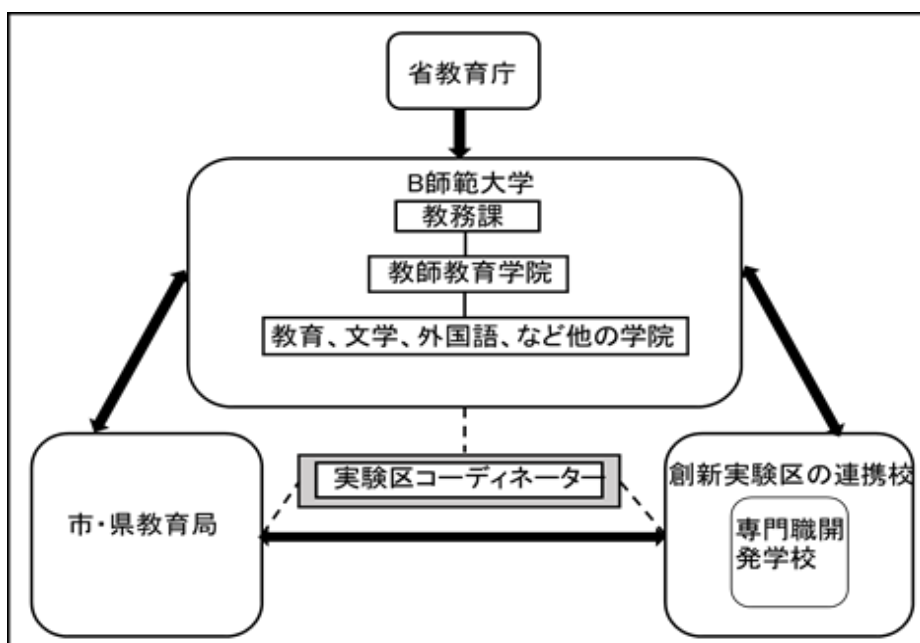 省教育庁
B師範大学
教務課
教師教育学院
教育、文学、外国語、など他の学院
実験区コーディネーター
市・県教育局
創新実験区の連携校
専門職開
発学校